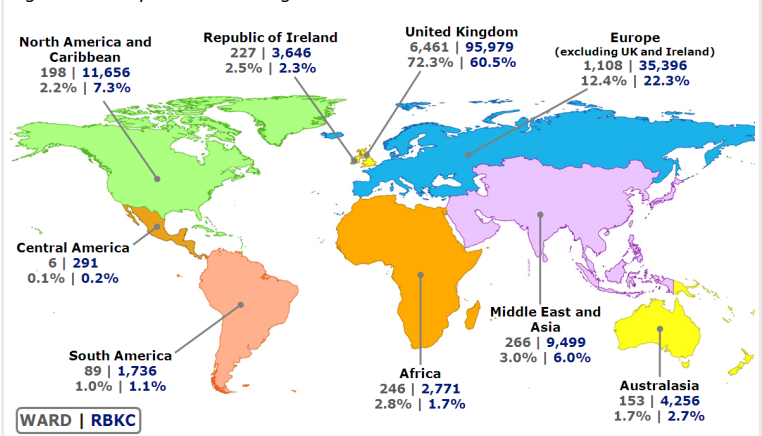 North America and
Caribbean
198 | 11,656
2.2% | 7.3%
Republic of Ireland
227 | 3,646
2.5% | 2.3%
United Kingdom
6,461 | 95,979
72.3% | 60.5%
Europe
(excluding UK and Ireland)
1,108 | 35,396
12.4% | 22.3%
Central America
6 | 291
0.1% | 0.2%
South America
89 | 1,736
1.0% | 1.1%
Africa
246 | 2,771
2.8% | 1.7%
Middle East and
Asia
266 | 9,499
3.0% | 6.0%
Australasia
153 | 4,256
1.7% | 2.7%
WARD | RBKC